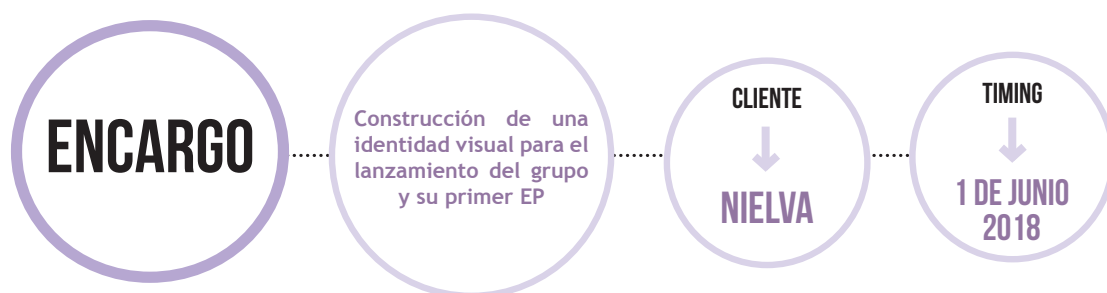 ENCARGO
Construcción de una
identidad visual para el
lanzamiento del grupo
y su primer EP
CLIENTE
NIELVA
TIMING
1 DE JUNIO
2018